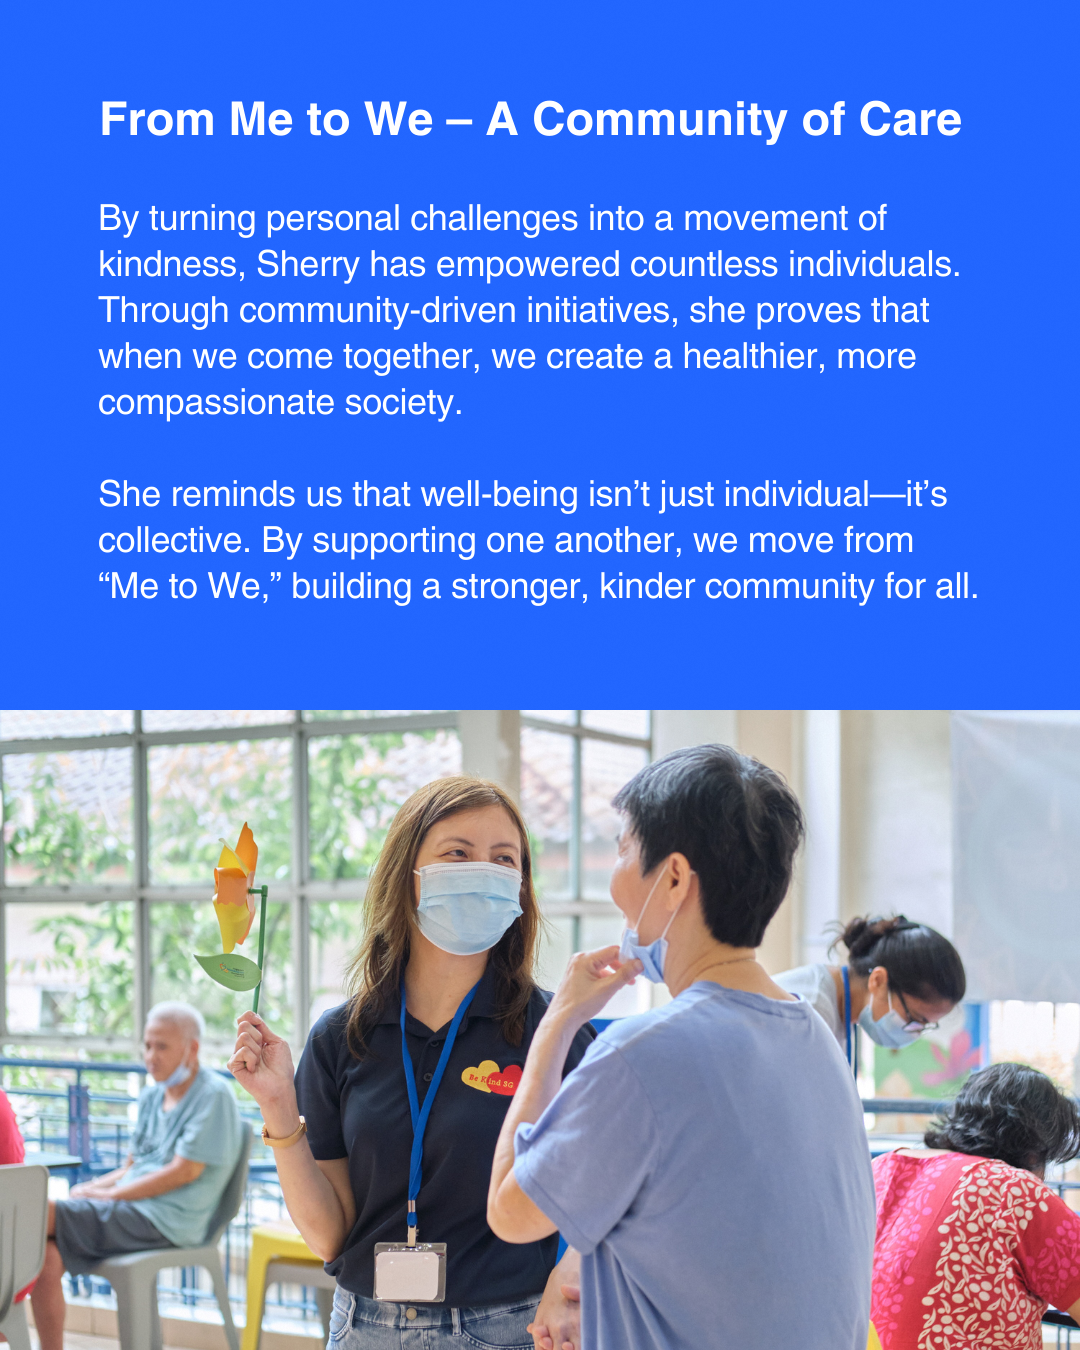 From Me to We – A Community of Care
By turning personal challenges into a movement of
kindness, Sherry has empowered countless individuals.
Through community-driven initiatives, she proves that
when we come together, we create a healthier, more
compassionate society.
She reminds us that well-being isn’t just individual—it’s
collective. By supporting one another, we move from
“Me to We,” building a stronger, kinder community for all.
Be Kind SG